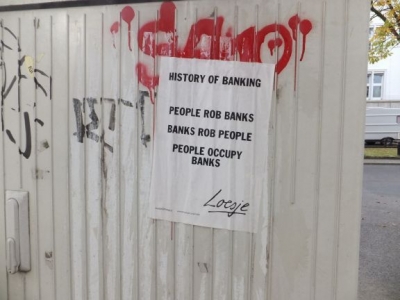 HISTORY OF BANKING
PEOPLE ROB BANKS
BANKS ROB PEOPLE
PEOPLE OCCUPY
BANKS
Loesje